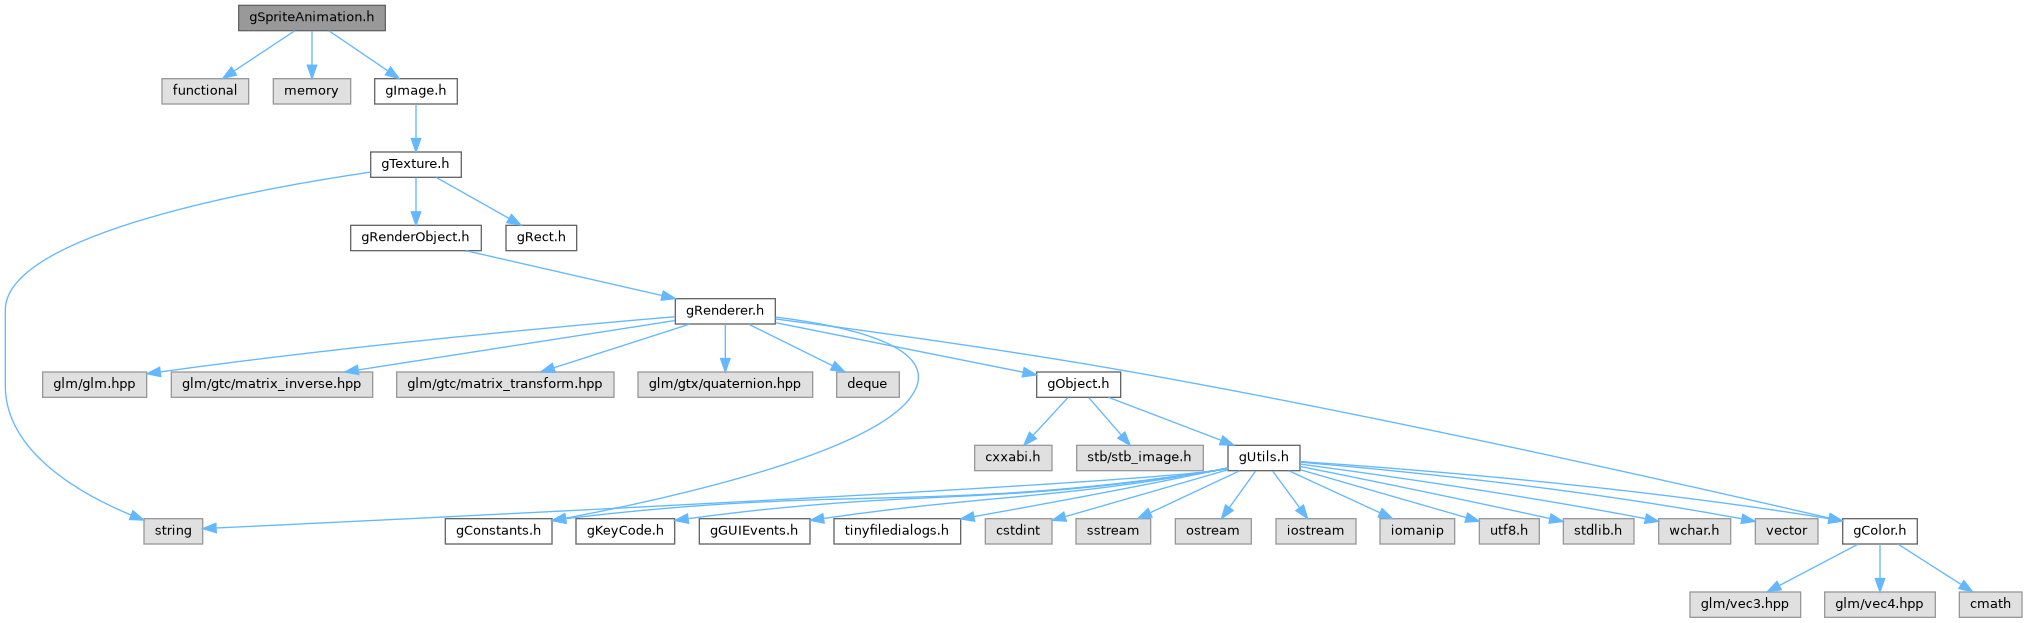 gSpriteAnimation.h
functional
memory
gImage.h
gTexture.h
gRenderObject.h
gRect.h
gRenderer.h
glm/glm.hpp
glm/gtc/matrix_inverse.hpp
glm/gtc/matrix_transform.hpp
glm/gtx/quaternion.hpp
deque
gObject.h
cxxabi.h
stb/stb_image.h
gUtils.h
string
gConstants.h
gKeyCode.h
gGUIEvents.h
tinyfiledialogs.h
cstdint
sstream
ostream
iostream
iomanip
utf8.h
stdlib.h
wchar.h
vector
gColor.h
glm/vec3.hpp
glm/vec4.hpp
cmath